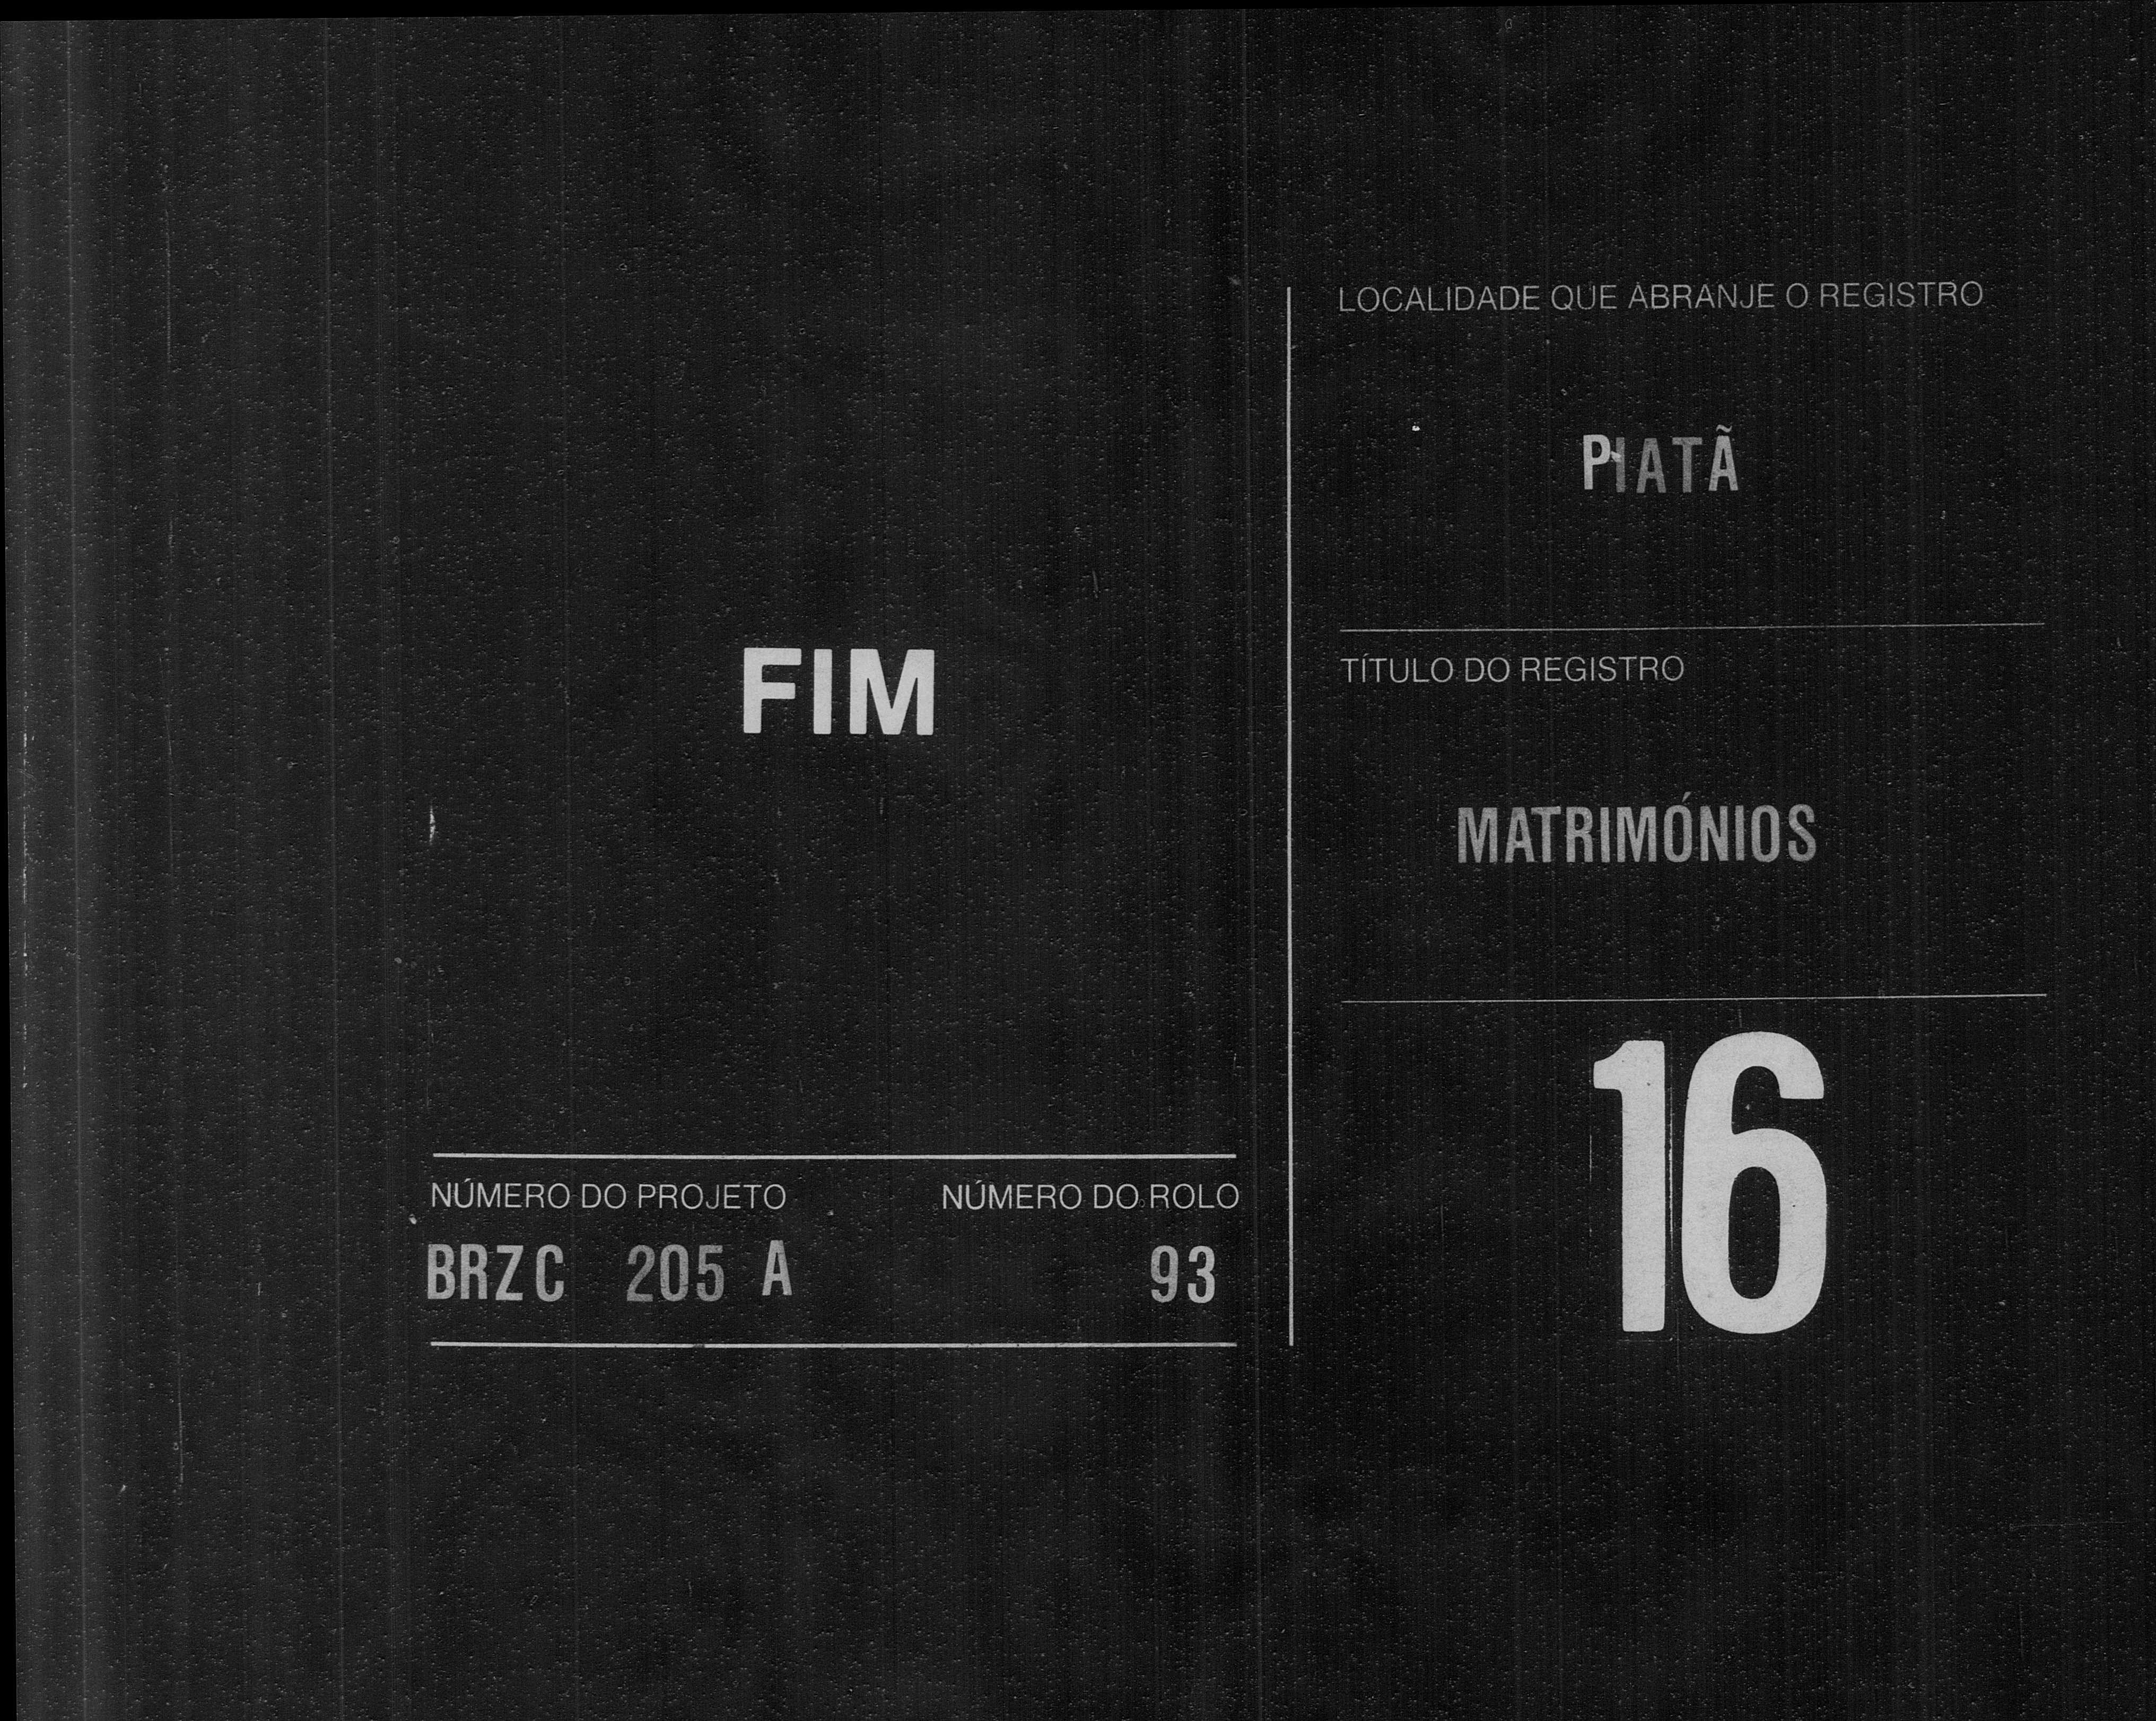 FIM
NÚMERO DO PROJETO
BRZC 205 A
NÚMERO DO ROLO
93
LOCALIDADE QUE ABRANJE O REGISTRO
PIATÃ
TÍTULO DO REGISTRO
MATRIMÓNIOS
16